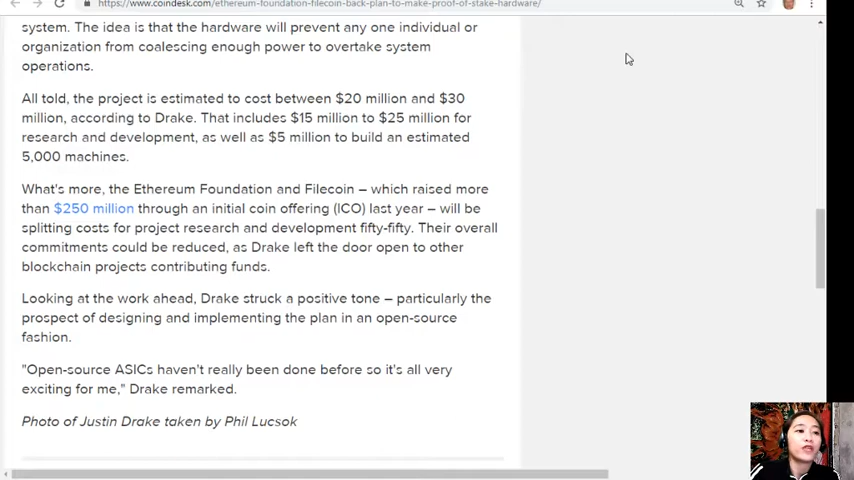 https://www.coindesk.com/ethereum-foundation-filecoin-back-plan-to-make-proof-of-stake-hardware/
system. The idea is that the hardware will prevent any one individual or
organization from coalescing enough power to overtake system
operations.
All told, the project is estimated to cost between $20 million and $30
million, according to Drake. That includes $15 million to $25 million for
research and development, as well as $5 million to build an estimated
5,000 machines.
What's more, the Ethereum Foundation and Filecoin – which raised more
than $250 million through an initial coin offering (ICO) last year – will be
splitting costs for project research and development fifty-fifty. Their overall
commitments could be reduced, as Drake left the door open to other
blockchain projects contributing funds.
Looking at the work ahead, Drake struck a positive tone – particularly the
prospect of designing and implementing the plan in an open-source
fashion.
"Open-source ASICs haven't really been done before so it's all very
exciting for me," Drake remarked.
Photo of Justin Drake taken by Phil Lucsok